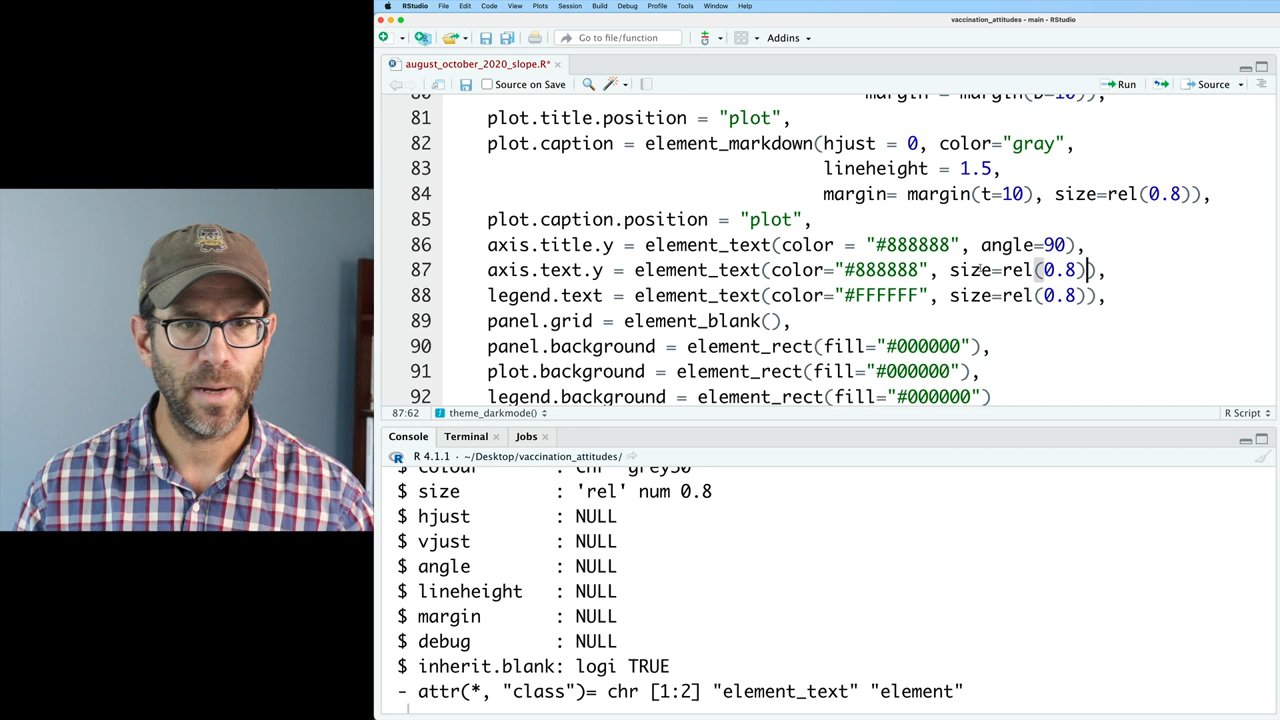 RStudio File Edit Code View Plots Session Build Debug Profile Tools Window Help
vaccination_attitudes - main - RStudio
Go to file/function Addins
august_october_2020_slope.R*
Source on Save Run Source
80 margin = margin(b=10)),
81 plot.title.position = "plot",
82 plot.caption = element_markdown(hjust = 0, color="gray",
83 lineheight = 1.5,
84 margin= margin(t=10), size=rel(0.8)),
85 plot.caption.position = "plot",
86 axis.title.y = element_text(color = "#888888", angle=90),
87 axis.text.y = element_text(color="#888888", size=rel(0.8)),
88 legend.text = element_text(color="#FFFFFF", size=rel(0.8)),
89 panel.grid = element_blank(),
90 panel.background = element_rect(fill="#000000"),
91 plot.background = element_rect(fill="#000000"),
92 legend.background = element_rect(fill="#000000")
87:62 theme_darkmode() R Script
Console Terminal Jobs
R 4.1.1 · ~/Desktop/vaccination_attitudes/
$ colour : chr "grey30"
$ size : 'rel' num 0.8
$ hjust : NULL
$ vjust : NULL
$ angle : NULL
$ lineheight : NULL
$ margin : NULL
$ debug : NULL
$ inherit.blank: logi TRUE
- attr(*, "class")= chr [1:2] "element_text" "element"